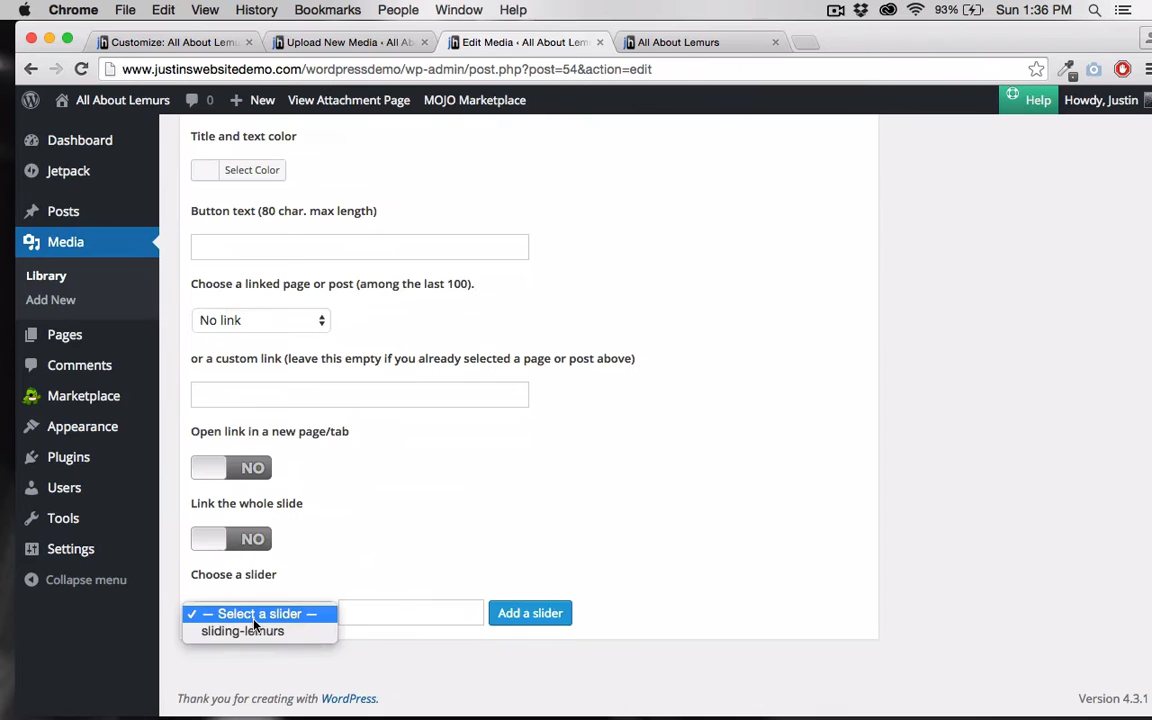 Chrome File Edit View History Bookmarks People Window Help 93% Sun 1:36 PM
Customize: All About Lemu Upload New Media ‹ All Abo Edit Media ‹ All About Lem All About Lemurs
www.justinswebsitedemo.com/wordpressdemo/wp-admin/post.php?post=54&action=edit
All About Lemurs 0 New View Attachment Page MOJO Marketplace Help Howdy, Justin
Dashboard
Jetpack
Posts
Media
Library
Add New
Pages
Comments
Marketplace
Appearance
Plugins
Users
Tools
Settings
Collapse menu
Title and text color
Select Color
Button text (80 char. max length)
Choose a linked page or post (among the last 100).
No link
or a custom link (leave this empty if you already selected a page or post above)
Open link in a new page/tab
NO
Link the whole slide
NO
Choose a slider
— Select a slider — Add a slider
sliding-lemurs
Thank you for creating with WordPress. Version 4.3.1